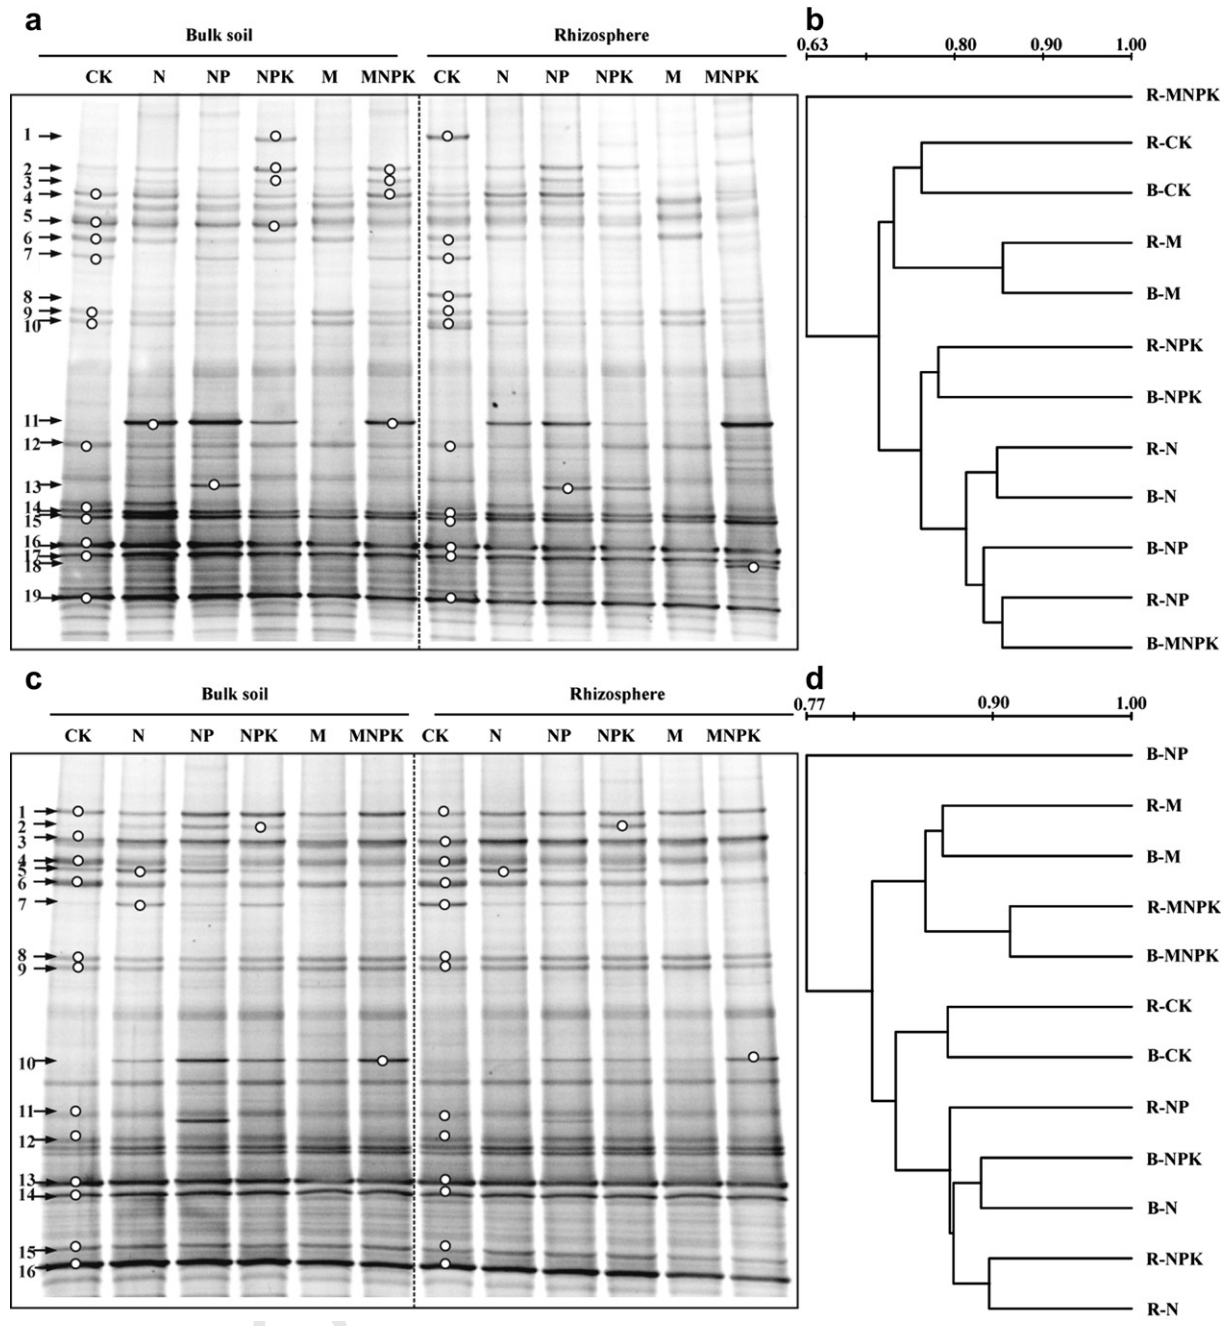 a
Bulk soil
Rhizosphere
CK N NP NPK M MNPK CK N NP NPK M MNPK
1
2
3
4
5
6
7
8
9
10
11
12
13
14
15
16
17
18
19
b
0.63 0.80 0.90 1.00
R-MNPK
R-CK
B-CK
R-M
B-M
R-NPK
B-NPK
R-N
B-N
B-NP
R-NP
B-MNPK
c
Bulk soil
Rhizosphere
CK N NP NPK M MNPK CK N NP NPK M MNPK
1
2
3
4
5
6
7
8
9
10
11
12
13
14
15
16
d
0.77 0.90 1.00
B-NP
R-M
B-M
R-MNPK
B-MNPK
R-CK
B-CK
R-NP
B-NPK
B-N
R-NPK
R-N